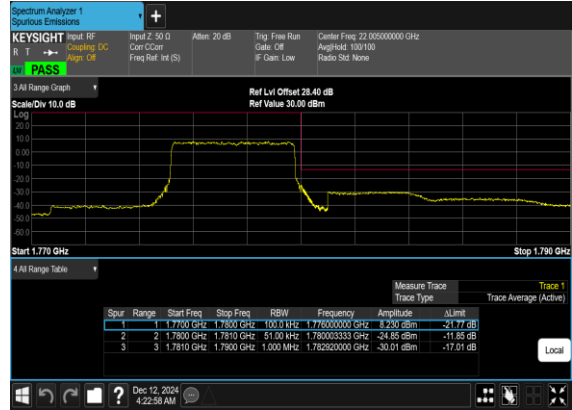 Spectrum Analyzer 1
Spurious Emissions
+
KEYSIGHT Input: RF Input Z: 50 Ω Atten: 20 dB Trig: Free Run Center Freq: 22.005000000 GHz
R T Coupling: DC Corr CCorr Gate: Off Avg|Hold: 100/100
Align: Off Freq Ref: Int (S) IF Gain: Low Radio Std: None
PASS
3 All Range Graph
Ref Lvl Offset 28.40 dB
Scale/Div 10.0 dB Ref Value 30.00 dBm
Log
20.0
10.0
0.00
-10.0
-20.0
-30.0
-40.0
-50.0
-60.0
Start 1.770 GHz Stop 1.790 GHz
4 All Range Table
Measure Trace Trace 1
Trace Type Trace Average (Active)
Spur Range Start Freq Stop Freq RBW Frequency Amplitude ΔLimit
1 1 1.7700 GHz 1.7800 GHz 100.0 kHz 1.776000000 GHz 8.230 dBm -21.77 dB
2 2 1.7800 GHz 1.7810 GHz 51.00 kHz 1.780003333 GHz -24.85 dBm -11.85 dB
3 3 1.7810 GHz 1.7900 GHz 1.000 MHz 1.782920000 GHz -30.01 dBm -17.01 dB
Local
?
Dec 12, 2024
4:22:58 AM